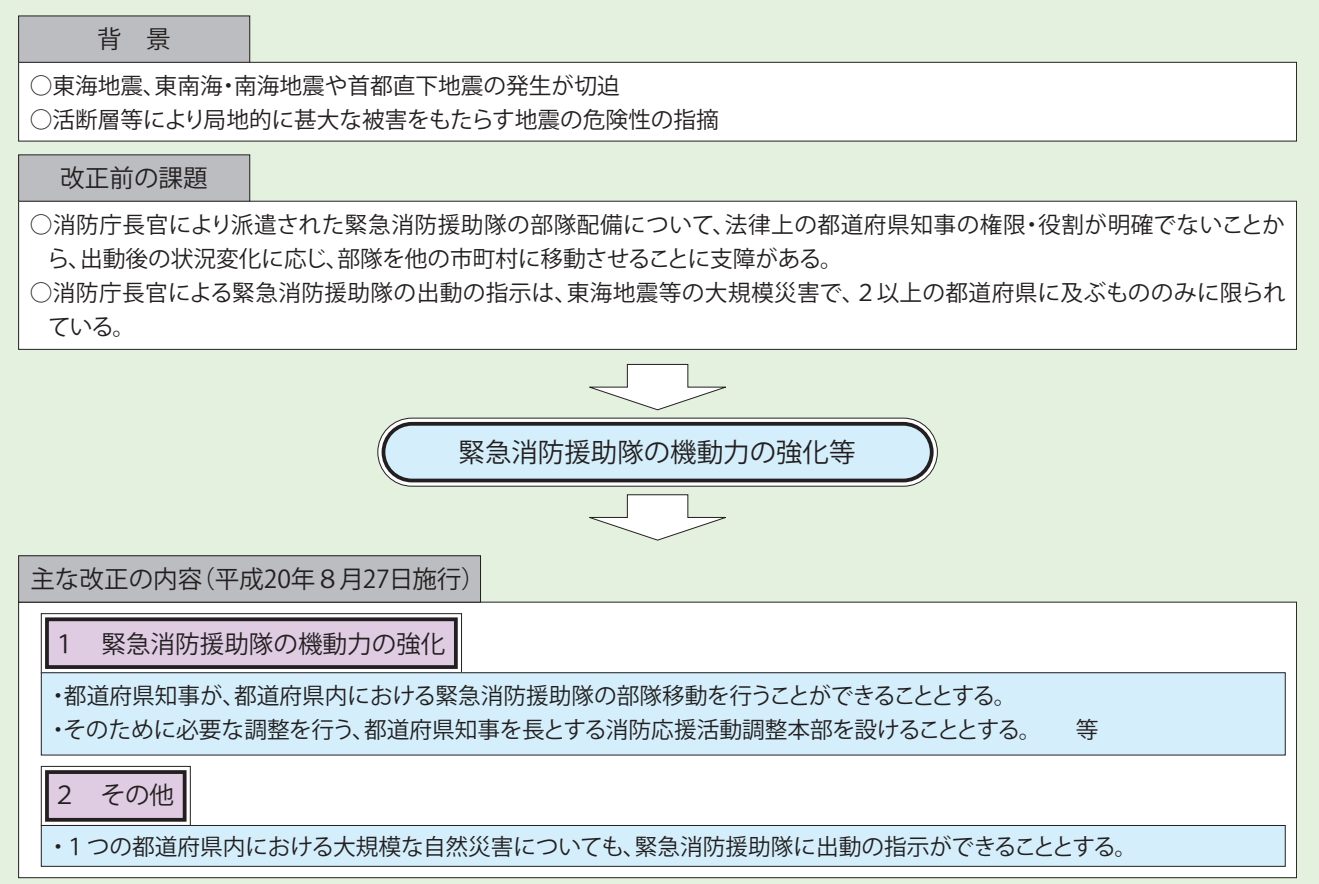 背 景
○東海地震、東南海・南海地震や首都直下地震の発生が切迫
○活断層等により局地的に甚大な被害をもたらす地震の危険性の指摘
改正前の課題
○消防庁長官により派遣された緊急消防援助隊の部隊配備について、法律上の都道府県知事の権限・役割が明確でないことか
ら、出動後の状況変化に応じ、部隊を他の市町村に移動させることに支障がある。
○消防庁長官による緊急消防援助隊の出動の指示は、東海地震等の大規模災害で、2以上の都道府県に及ぶもののみに限られ
ている。
緊急消防援助隊の機動力の強化等
主な改正の内容（平成20年8月27日施行）
1 緊急消防援助隊の機動力の強化
・都道府県知事が、都道府県内における緊急消防援助隊の部隊移動を行うことができることとする。
・そのために必要な調整を行う、都道府県知事を長とする消防応援活動調整本部を設けることとする。 等
2 その他
・1つの都道府県内における大規模な自然災害についても、緊急消防援助隊に出動の指示ができることとする。